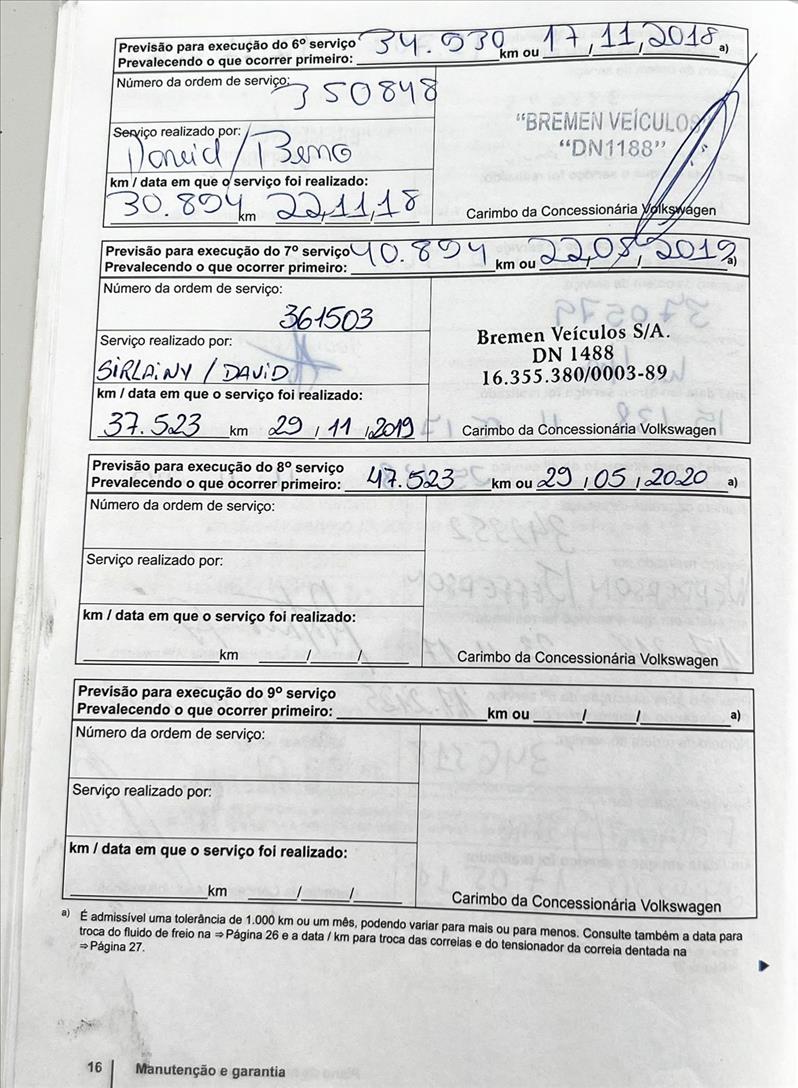 Previsão para execução do 6º serviço
Prevalecendo o que ocorrer primeiro: 34.930 km ou 17/11/2018 a)
Número da ordem de serviço:
350848
"BREMEN VEÍCULOS
"DN1188"
Serviço realizado por:
km / data em que o serviço foi realizado:
30.894 km 22/11/18
Carimbo da Concessionária Volkswagen
Previsão para execução do 7º serviço
Prevalecendo o que ocorrer primeiro: 40.894 km ou 22/05/2019 a)
Número da ordem de serviço:
361503
Bremen Veículos S/A.
DN 1488
16.355.380/0003-89
Serviço realizado por:
SIRLAINY / DAVID
km / data em que o serviço foi realizado:
37.523 km 29/11/2019
Carimbo da Concessionária Volkswagen
Previsão para execução do 8º serviço
Prevalecendo o que ocorrer primeiro: 47.523 km ou 29/05/2020 a)
Número da ordem de serviço:
Serviço realizado por:
km / data em que o serviço foi realizado:
km / /
Carimbo da Concessionária Volkswagen
Previsão para execução do 9º serviço
Prevalecendo o que ocorrer primeiro: km ou / / a)
Número da ordem de serviço:
Serviço realizado por:
km / data em que o serviço foi realizado:
km / /
Carimbo da Concessionária Volkswagen
a) É admissível uma tolerância de 1.000 km ou um mês, podendo variar para mais ou para menos. Consulte também a data para
troca do fluido de freio na ⇒Página 26 e a data / km para troca das correias e do tensionador da correia dentada na
⇒Página 27.
16 Manutenção e garantia